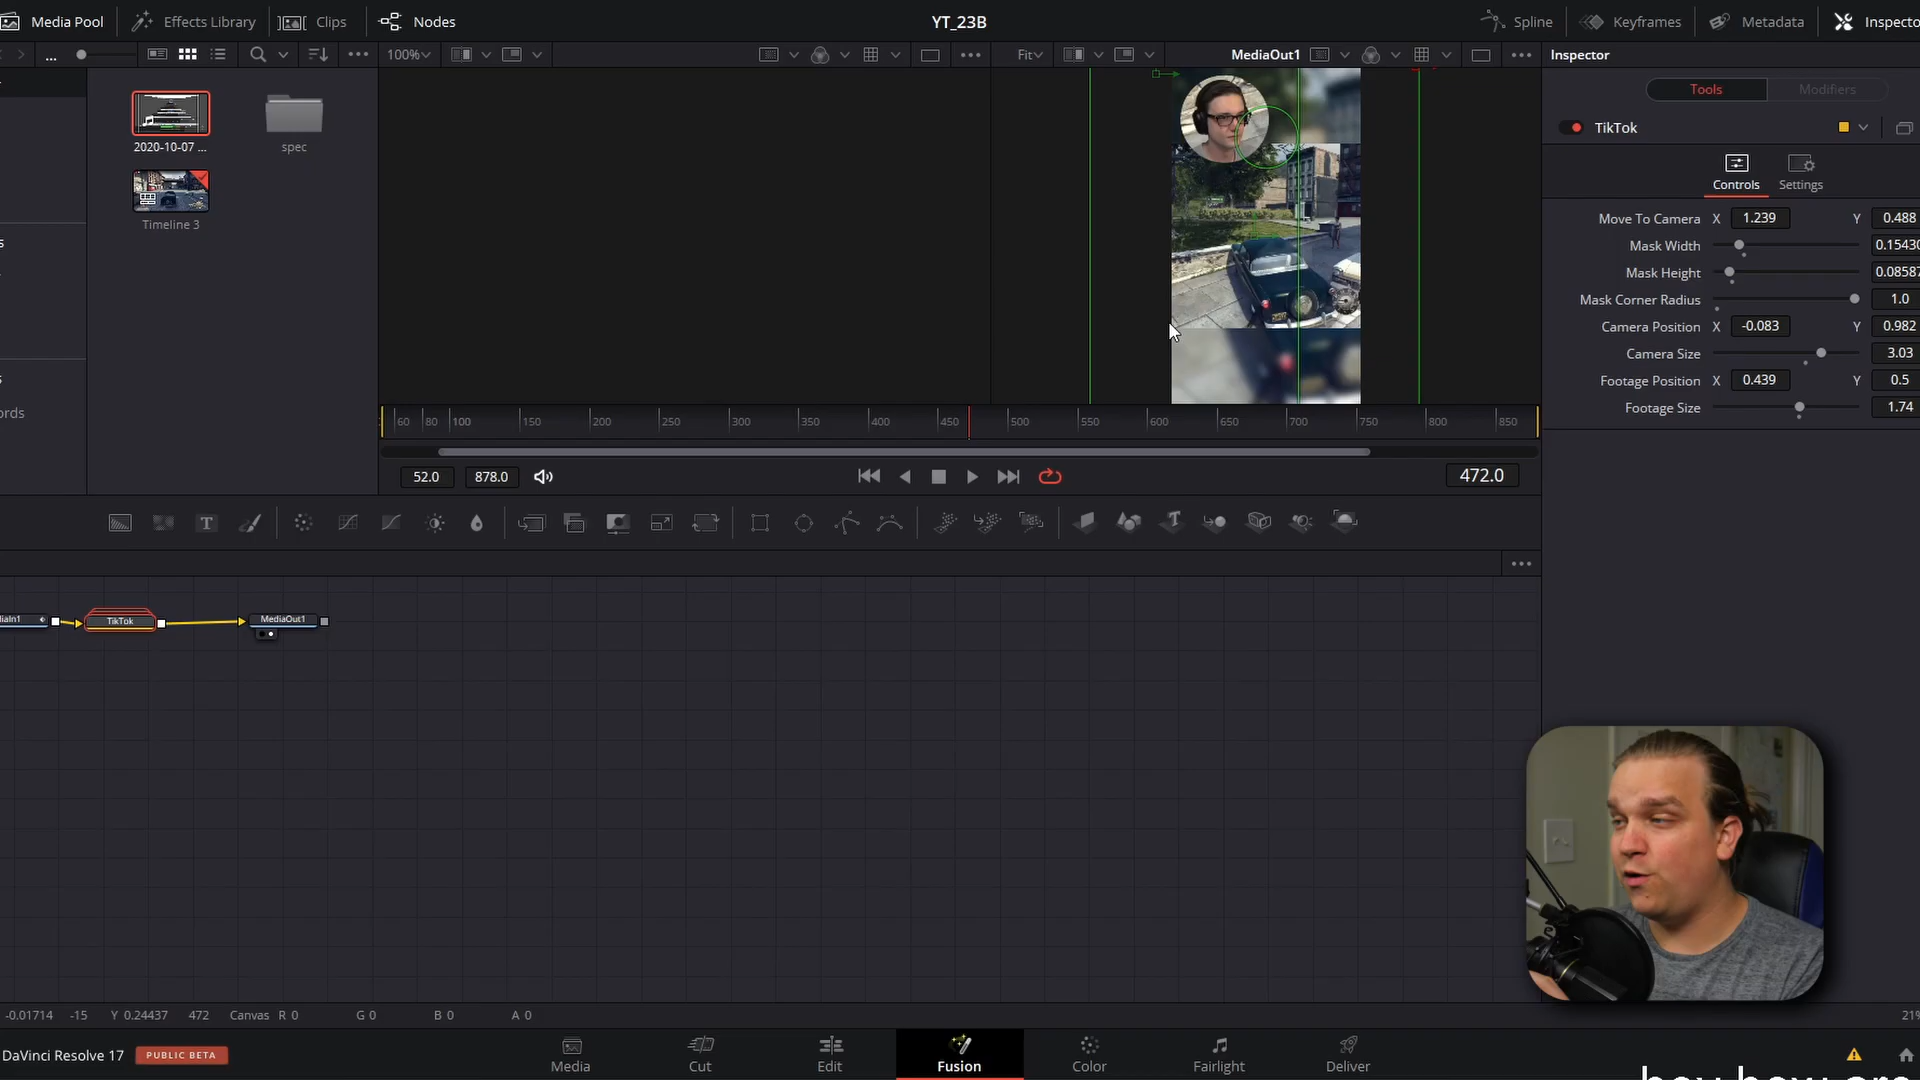 Media Pool
Effects Library
Clips
Nodes
YT_23B
Spline
Keyframes
Metadata
Inspecto
...
100%
Fit
MediaOut1
Inspector
Tools
Modifiers
2020-10-07 ...
spec
Timeline 3
TikTok
Controls
Settings
Move To Camera X 1.239 Y 0.488
Mask Width 0.15430
Mask Height 0.08587
Mask Corner Radius 1.0
Camera Position X -0.083 Y 0.982
Camera Size 3.03
Footage Position X 0.439 Y 0.5
Footage Size 1.74
s
s
ords
60 80 100 150 200 250 300 350 400 450 500 550 600 650 700 750 800 850
52.0 878.0 472.0
diaIn1
TikTok
MediaOut1
-0.01714 -15 Y 0.24437 472 Canvas R 0 G 0 B 0 A 0
21%
DaVinci Resolve 17
PUBLIC BETA
Media
Cut
Edit
Fusion
Color
Fairlight
Deliver